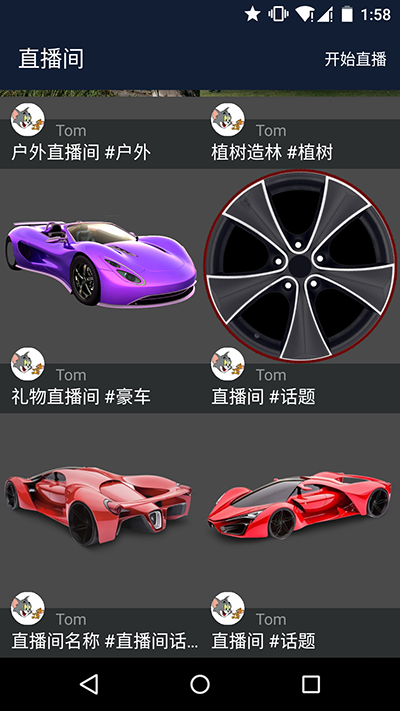 1:58
直播间
开始直播
Tom
户外直播间 #户外
Tom
植树造林 #植树
Tom
礼物直播间 #豪车
Tom
直播间 #话题
Tom
直播间名称 #直播间话...
Tom
直播间 #话题